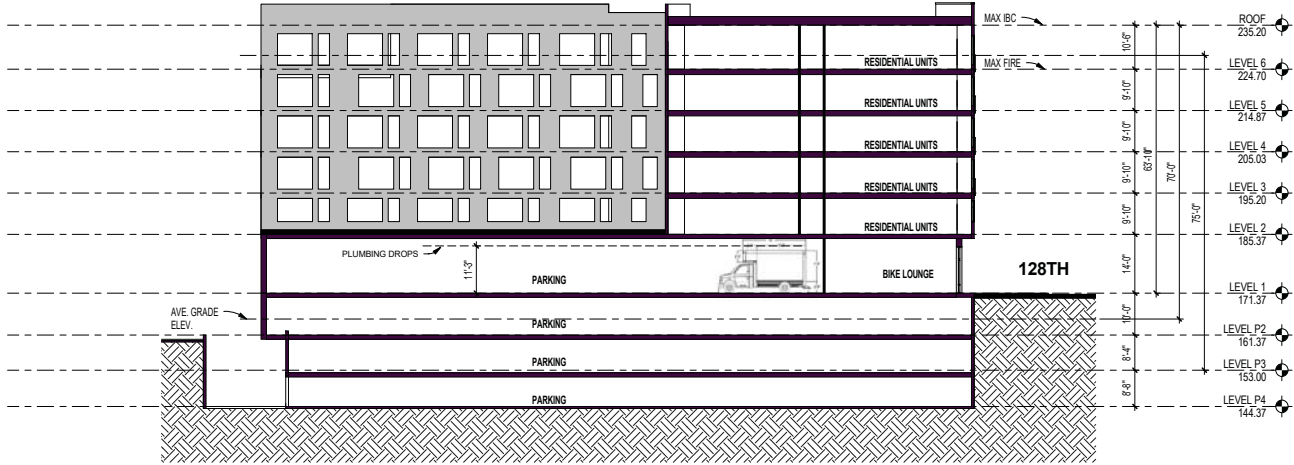 MAX IBC
ROOF
235.20
10'-6"
RESIDENTIAL UNITS
MAX FIRE
LEVEL 6
224.70
9'-10"
RESIDENTIAL UNITS
LEVEL 5
214.87
9'-10"
RESIDENTIAL UNITS
LEVEL 4
205.03
9'-10"
63'-10"
70'-0"
RESIDENTIAL UNITS
LEVEL 3
195.20
9'-10"
75'-0"
RESIDENTIAL UNITS
LEVEL 2
185.37
PLUMBING DROPS
11'-3"
PARKING
BIKE LOUNGE
128TH
14'-0"
LEVEL 1
171.37
AVE. GRADE
ELEV.
PARKING
10'-0"
LEVEL P2
161.37
PARKING
8'-4"
LEVEL P3
153.00
PARKING
8'-8"
LEVEL P4
144.37